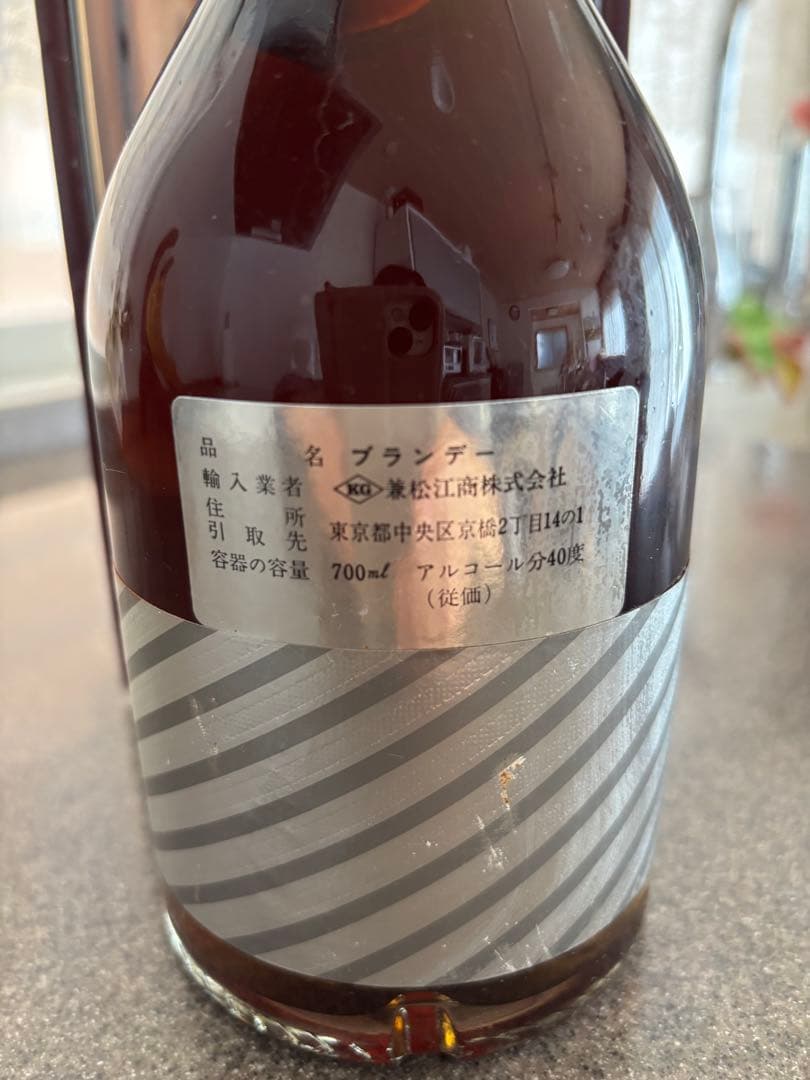 品名 ブランデー
輸入業者 KG 兼松江商株式会社
住所
引取先 東京都中央区京橋2丁目14の1
容器の容量 700ml アルコール分40度
(従価)